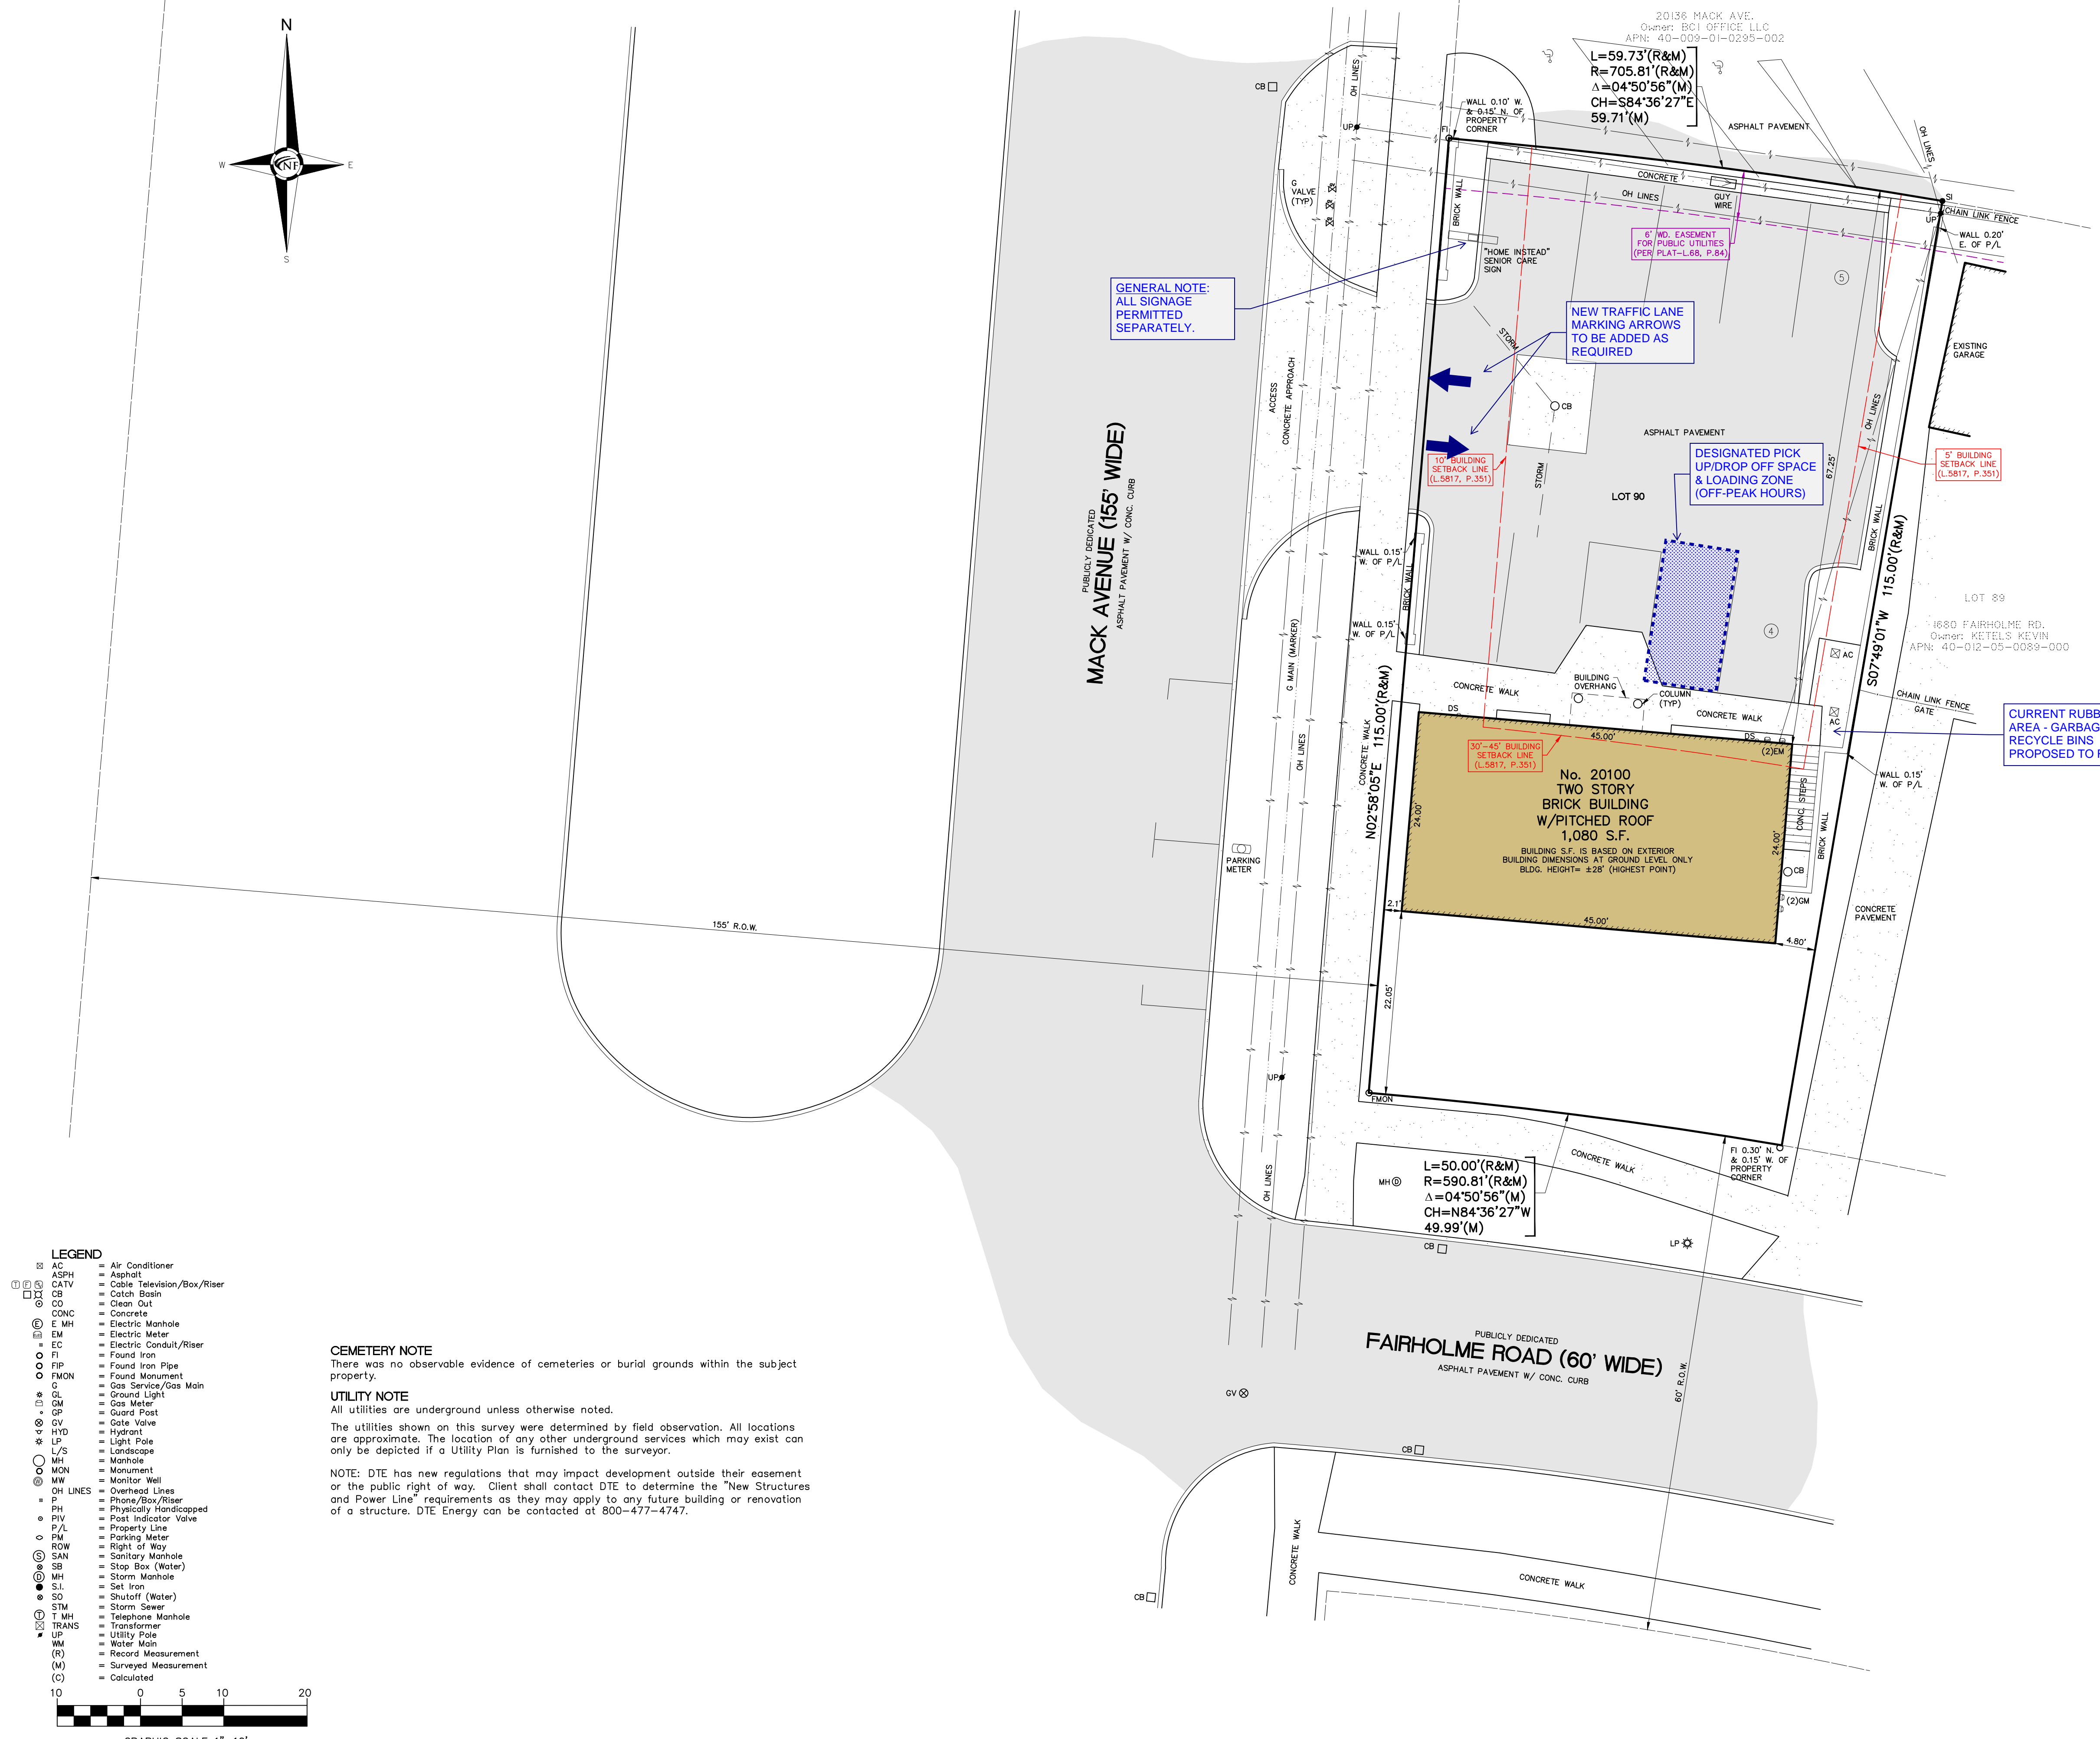 N
W
E
S
NF
20136 MACK AVE.
Owner: BCI OFFICE LLC
APN: 40-009-01-0295-002
L=59.73'(R&M)
R=705.81'(R&M)
Δ=04°50'56"(M)
CH=S84°36'27"E
59.71'(M)
CB
OH LINES
UP
FI
WALL 0.10' W.
& 0.15' N. OF
PROPERTY
CORNER
ASPHALT PAVEMENT
OH LINES
SI
UP
CHAIN LINK FENCE
WALL 0.20'
E. OF P/L
G
VALVE
(TYP)
BRICK WALL
CONCRETE
OH LINES
GUY
WIRE
6' WD. EASEMENT
FOR PUBLIC UTILITIES
(PER PLAT-L.68, P.84)
"HOME INSTEAD"
SENIOR CARE
SIGN
5
GENERAL NOTE:
ALL SIGNAGE
PERMITTED
SEPARATELY.
NEW TRAFFIC LANE
MARKING ARROWS
TO BE ADDED AS
REQUIRED
STORM
EXISTING
GARAGE
ACCESS
CONCRETE APPROACH
CB
OH LINES
ASPHALT PAVEMENT
10' BUILDING
SETBACK LINE
(L.5817, P.351)
STORM
DESIGNATED PICK
UP/DROP OFF SPACE
& LOADING ZONE
(OFF-PEAK HOURS)
67.25'
5' BUILDING
SETBACK LINE
(L.5817, P.351)
LOT 90
PUBLICLY DEDICATED
MACK AVENUE (155' WIDE)
ASPHALT PAVEMENT W/ CONC. CURB
WALL 0.15'
W. OF P/L
BRICK WALL
BRICK WALL
S07°49'01"W 115.00'(R&M)
LOT 89
1680 FAIRHOLME RD.
Owner: KETELS KEVIN
APN: 40-012-05-0089-000
WALL 0.15'
W. OF P/L
4
G MAIN (MARKER)
AC
CONCRETE WALK
BUILDING
OVERHANG
COLUMN
(TYP)
CONCRETE WALK
CHAIN LINK FENCE
GATE
AC
CURRENT RUBB
AREA - GARBAG
RECYCLE BINS
PROPOSED TO R
DS
DS
(2)EM
45.00'
30'-45' BUILDING
SETBACK LINE
(L.5817, P.351)
OH LINES
CONCRETE WALK
N02°58'05"E 115.00'(R&M)
24.00'
No. 20100
TWO STORY
BRICK BUILDING
W/PITCHED ROOF
1,080 S.F.
BUILDING S.F. IS BASED ON EXTERIOR
BUILDING DIMENSIONS AT GROUND LEVEL ONLY
BLDG. HEIGHT= ±28' (HIGHEST POINT)
24.00'
CONC. STEPS
BRICK WALL
WALL 0.15'
W. OF P/L
PARKING
METER
CB
(2)GM
2.1'
45.00'
CONCRETE
PAVEMENT
4.80'
155' R.O.W.
22.05'
UP
FMON
FI 0.30' N.
& 0.15' W. OF
PROPERTY
CORNER
CONCRETE WALK
OH LINES
MH D
L=50.00'(R&M)
R=590.81'(R&M)
Δ=04°50'56"(M)
CH=N84°36'27"W
49.99'(M)
CB
LP
PUBLICLY DEDICATED
FAIRHOLME ROAD (60' WIDE)
ASPHALT PAVEMENT W/ CONC. CURB
60' R.O.W.
GV
CB
CONCRETE WALK
CONCRETE WALK
CB
LEGEND
AC = Air Conditioner
ASPH = Asphalt
T F CATV = Cable Television/Box/Riser
CB = Catch Basin
CO = Clean Out
CONC = Concrete
E E MH = Electric Manhole
EM = Electric Meter
EC = Electric Conduit/Riser
FI = Found Iron
FIP = Found Iron Pipe
FMON = Found Monument
G = Gas Service/Gas Main
GL = Ground Light
GM = Gas Meter
GP = Guard Post
GV = Gate Valve
HYD = Hydrant
LP = Light Pole
L/S = Landscape
MH = Manhole
MON = Monument
W MW = Monitor Well
OH LINES = Overhead Lines
P = Phone/Box/Riser
PH = Physically Handicapped
PIV = Post Indicator Valve
P/L = Property Line
PM = Parking Meter
ROW = Right of Way
S SAN = Sanitary Manhole
SB = Stop Box (Water)
D MH = Storm Manhole
S.I. = Set Iron
SO = Shutoff (Water)
STM = Storm Sewer
T T MH = Telephone Manhole
TRANS = Transformer
UP = Utility Pole
WM = Water Main
(R) = Record Measurement
(M) = Surveyed Measurement
(C) = Calculated
10 0 5 10 20
CEMETERY NOTE
There was no observable evidence of cemeteries or burial grounds within the subject
property.
UTILITY NOTE
All utilities are underground unless otherwise noted.
The utilities shown on this survey were determined by field observation. All locations
are approximate. The location of any other underground services which may exist can
only be depicted if a Utility Plan is furnished to the surveyor.
NOTE: DTE has new regulations that may impact development outside their easement
or the public right of way. Client shall contact DTE to determine the "New Structures
and Power Line" requirements as they may apply to any future building or renovation
of a structure. DTE Energy can be contacted at 800-477-4747.